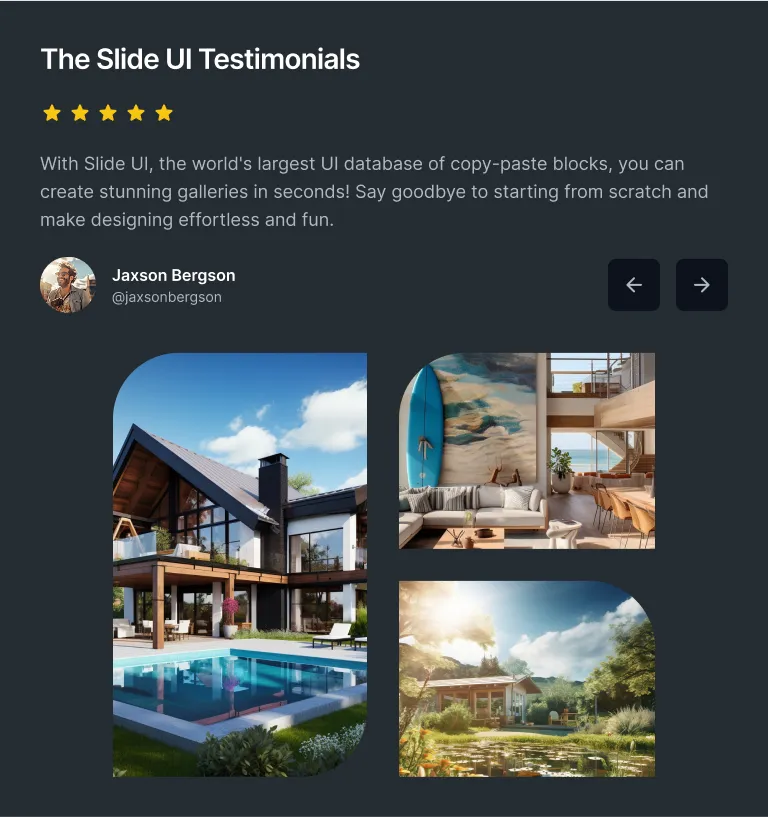 The Slide UI Testimonials
With Slide UI, the world's largest UI database of copy-paste blocks, you can
create stunning galleries in seconds! Say goodbye to starting from scratch and
make designing effortless and fun.
Jaxson Bergson
@jaxsonbergson